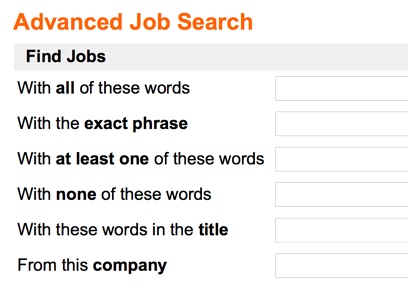 Advanced Job Search
Find Jobs
With all of these words
With the exact phrase
With at least one of these words
With none of these words
With these words in the title
From this company